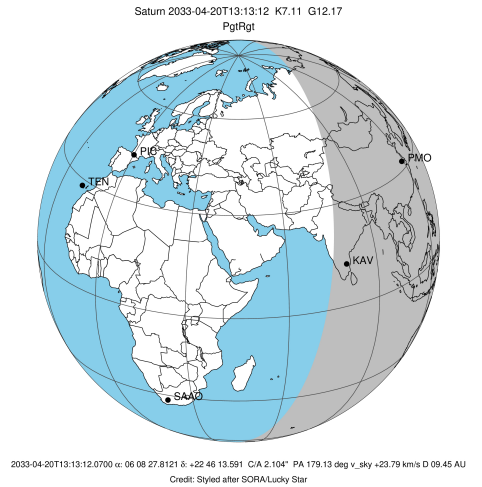 Saturn 2033-04-20T13:13:12 K7.11 G12.17
PgtRgt
PIC
PMO
TEN
KAV
SAAO
2033-04-20T13:13:12.0700 α: 06 08 27.8121 δ: +22 46 13.591 C/A 2.104" PA 179.13 deg v_sky +23.79 km/s D 09.45 AU
Credit: Styled after SORA/Lucky Star